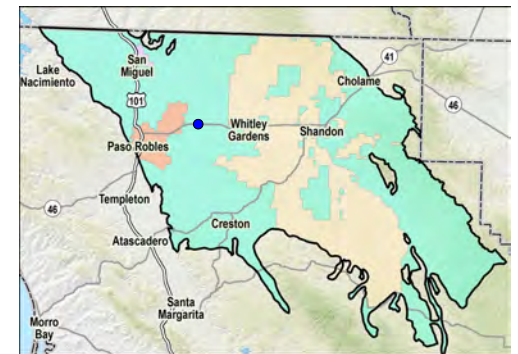 San
Miguel
Lake
Nacimiento
101
41
Cholame
46
Whitley
Gardens
Shandon
Paso Robles
Templeton
46
Creston
Atascadero
Santa
Margarita
Morro
Bay